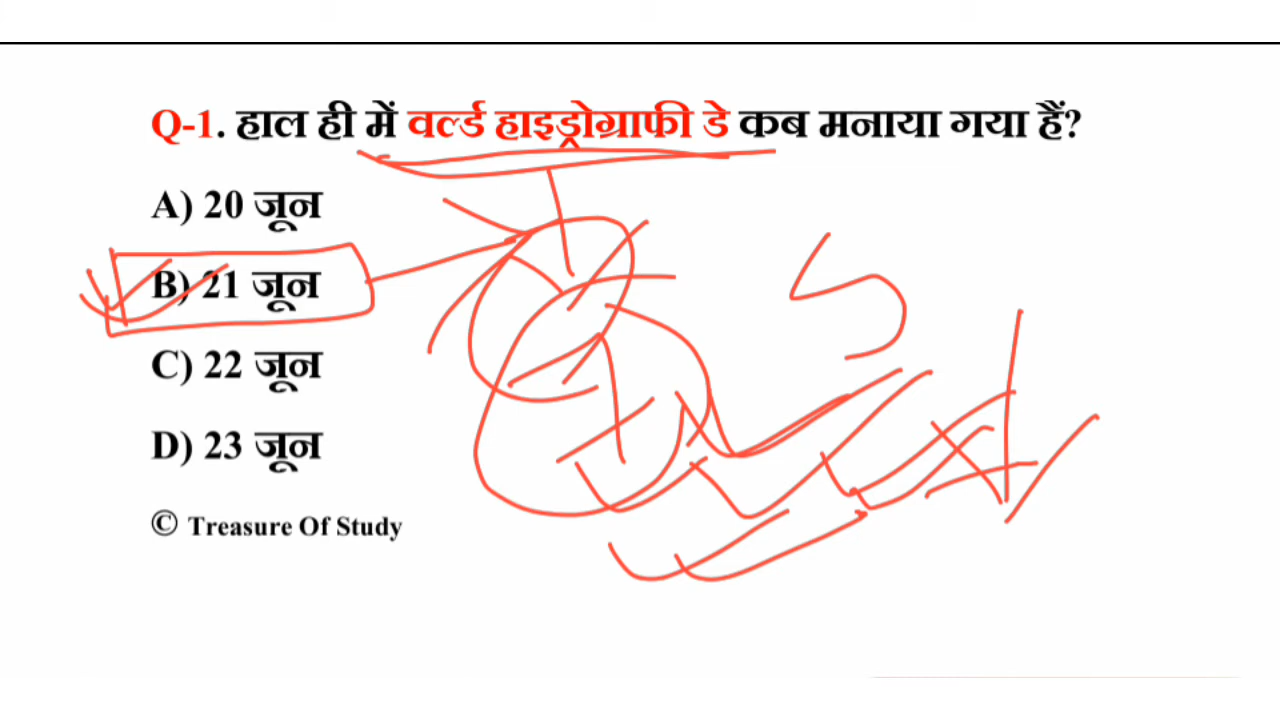 Q-1. हाल ही में वर्ल्ड हाइड्रोग्राफी डे कब मनाया गया हैं?
A) 20 जून
B) 21 जून
C) 22 जून
D) 23 जून
© Treasure Of Study